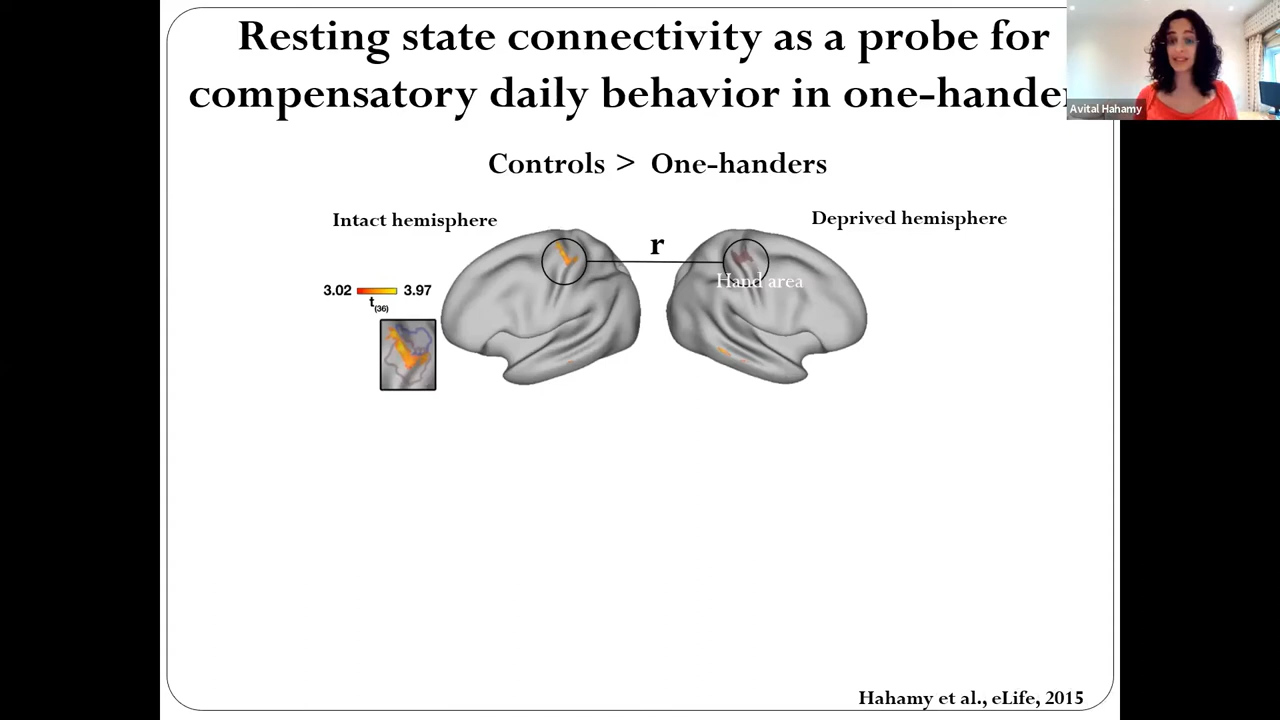 Resting state connectivity as a probe for
compensatory daily behavior in one-hande
Avital Hahamy
Controls > One-handers
Intact hemisphere
Deprived hemisphere
r
Hand area
3.02 3.97
t(36)
Hahamy et al., eLife, 2015